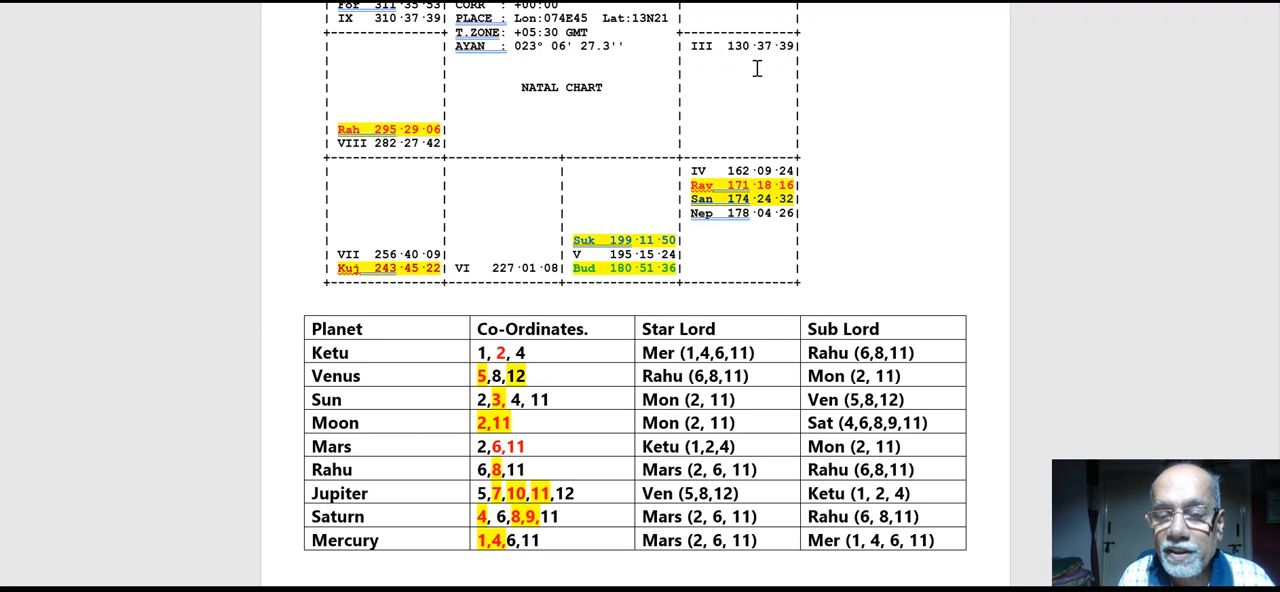 For 311·35·53 CORR : +00:00
IX 310·37·39 PLACE : Lon:074E45 Lat:13N21
T.ZONE: +05:30 GMT
AYAN : 023° 06' 27.3'' III 130·37·39
NATAL CHART
Rah 295·29·06
VIII 282·27·42
IV 162·09·24
Rav 171·18·16
San 174·24·32
Nep 178·04·26
Suk 199·11·50
VII 256·40·09 V 195·15·24
Kuj 243·45·22 VI 227·01·08 Bud 180·51·36
Planet Co-Ordinates. Star Lord Sub Lord
Ketu 1, 2, 4 Mer (1,4,6,11) Rahu (6,8,11)
Venus 5,8,12 Rahu (6,8,11) Mon (2, 11)
Sun 2,3, 4, 11 Mon (2, 11) Ven (5,8,12)
Moon 2,11 Mon (2, 11) Sat (4,6,8,9,11)
Mars 2,6,11 Ketu (1,2,4) Mon (2, 11)
Rahu 6,8,11 Mars (2, 6, 11) Rahu (6,8,11)
Jupiter 5,7,10,11,12 Ven (5,8,12) Ketu (1, 2, 4)
Saturn 4, 6,8,9,11 Mars (2, 6, 11) Rahu (6, 8,11)
Mercury 1,4,6,11 Mars (2, 6, 11) Mer (1, 4, 6, 11)